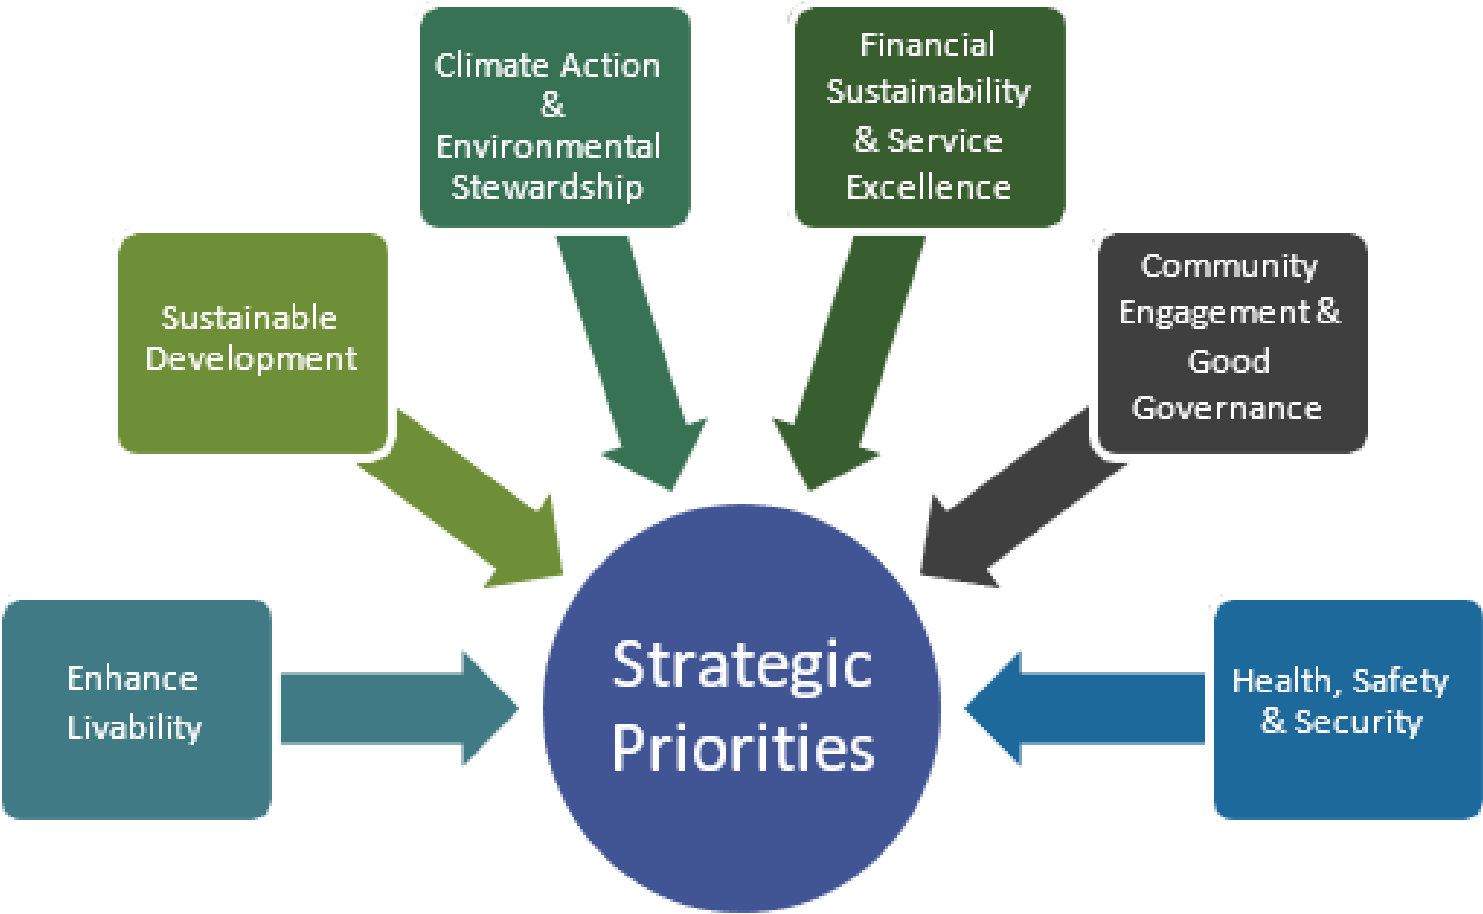 Climate Action
&
Environmental
Stewardship
Financial
Sustainability
& Service
Excellence
Sustainable
Development
Community
Engagement &
Good
Governance
Enhance
Livability
Strategic
Priorities
Health, Safety
& Security